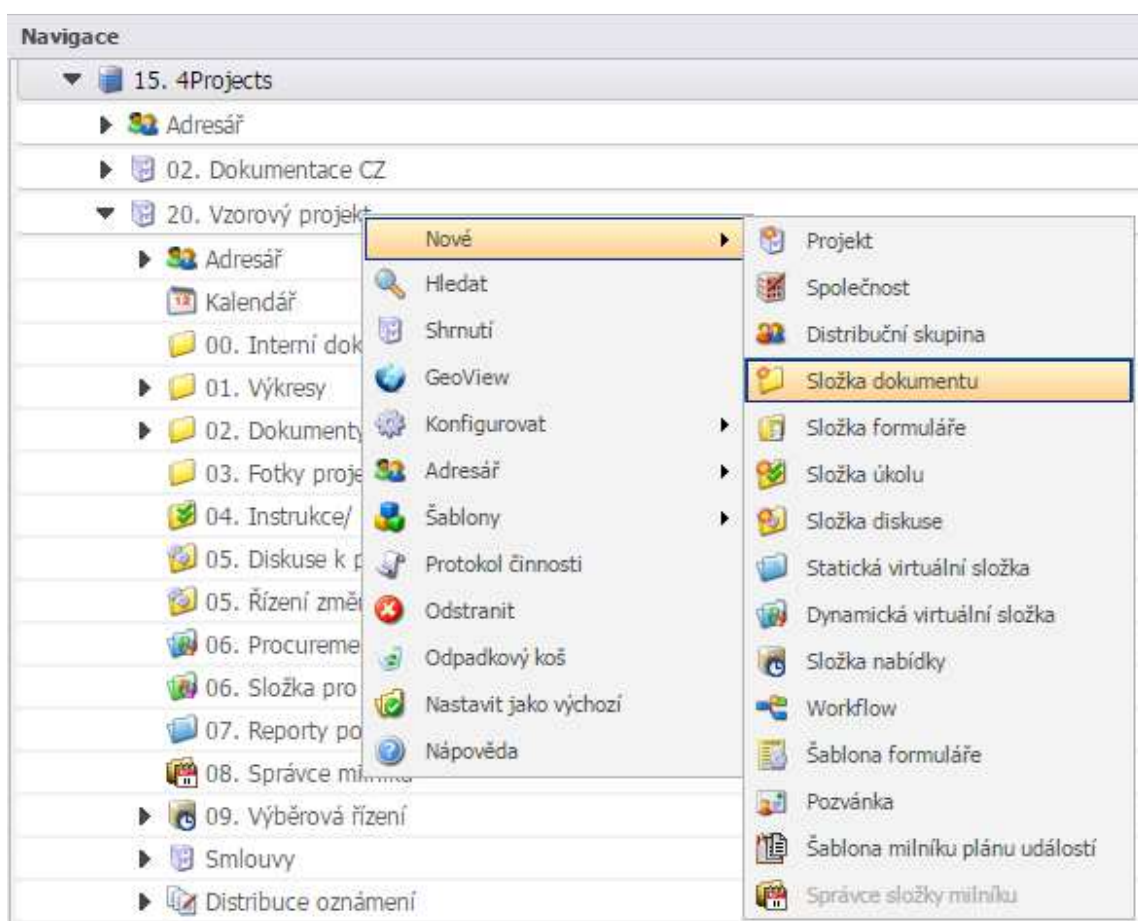 Navigace
15. 4Projects
Adresář
02. Dokumentace CZ
20. Vzorový projekt
Adresář
Kalendář
00. Interní dok
01. Výkresy
02. Dokumenty
03. Fotky proje
04. Instrukce/
05. Diskuse k p
05. Řízení změ
06. Procureme
06. Složka pro
07. Reporty po
08. Správce milníků
09. Výběrová řízení
Smlouvy
Distribuce oznámení
Nové
Hledat
Shrnutí
GeoView
Konfigurovat
Adresář
Šablony
Protokol činnosti
Odstranit
Odpadkový koš
Nastavit jako výchozí
Nápověda
Projekt
Společnost
Distribuční skupina
Složka dokumentu
Složka formuláře
Složka úkolu
Složka diskuse
Statická virtuální složka
Dynamická virtuální složka
Složka nabídky
Workflow
Šablona formuláře
Pozvánka
Šablona milníku plánu událostí
Správce složky milníku